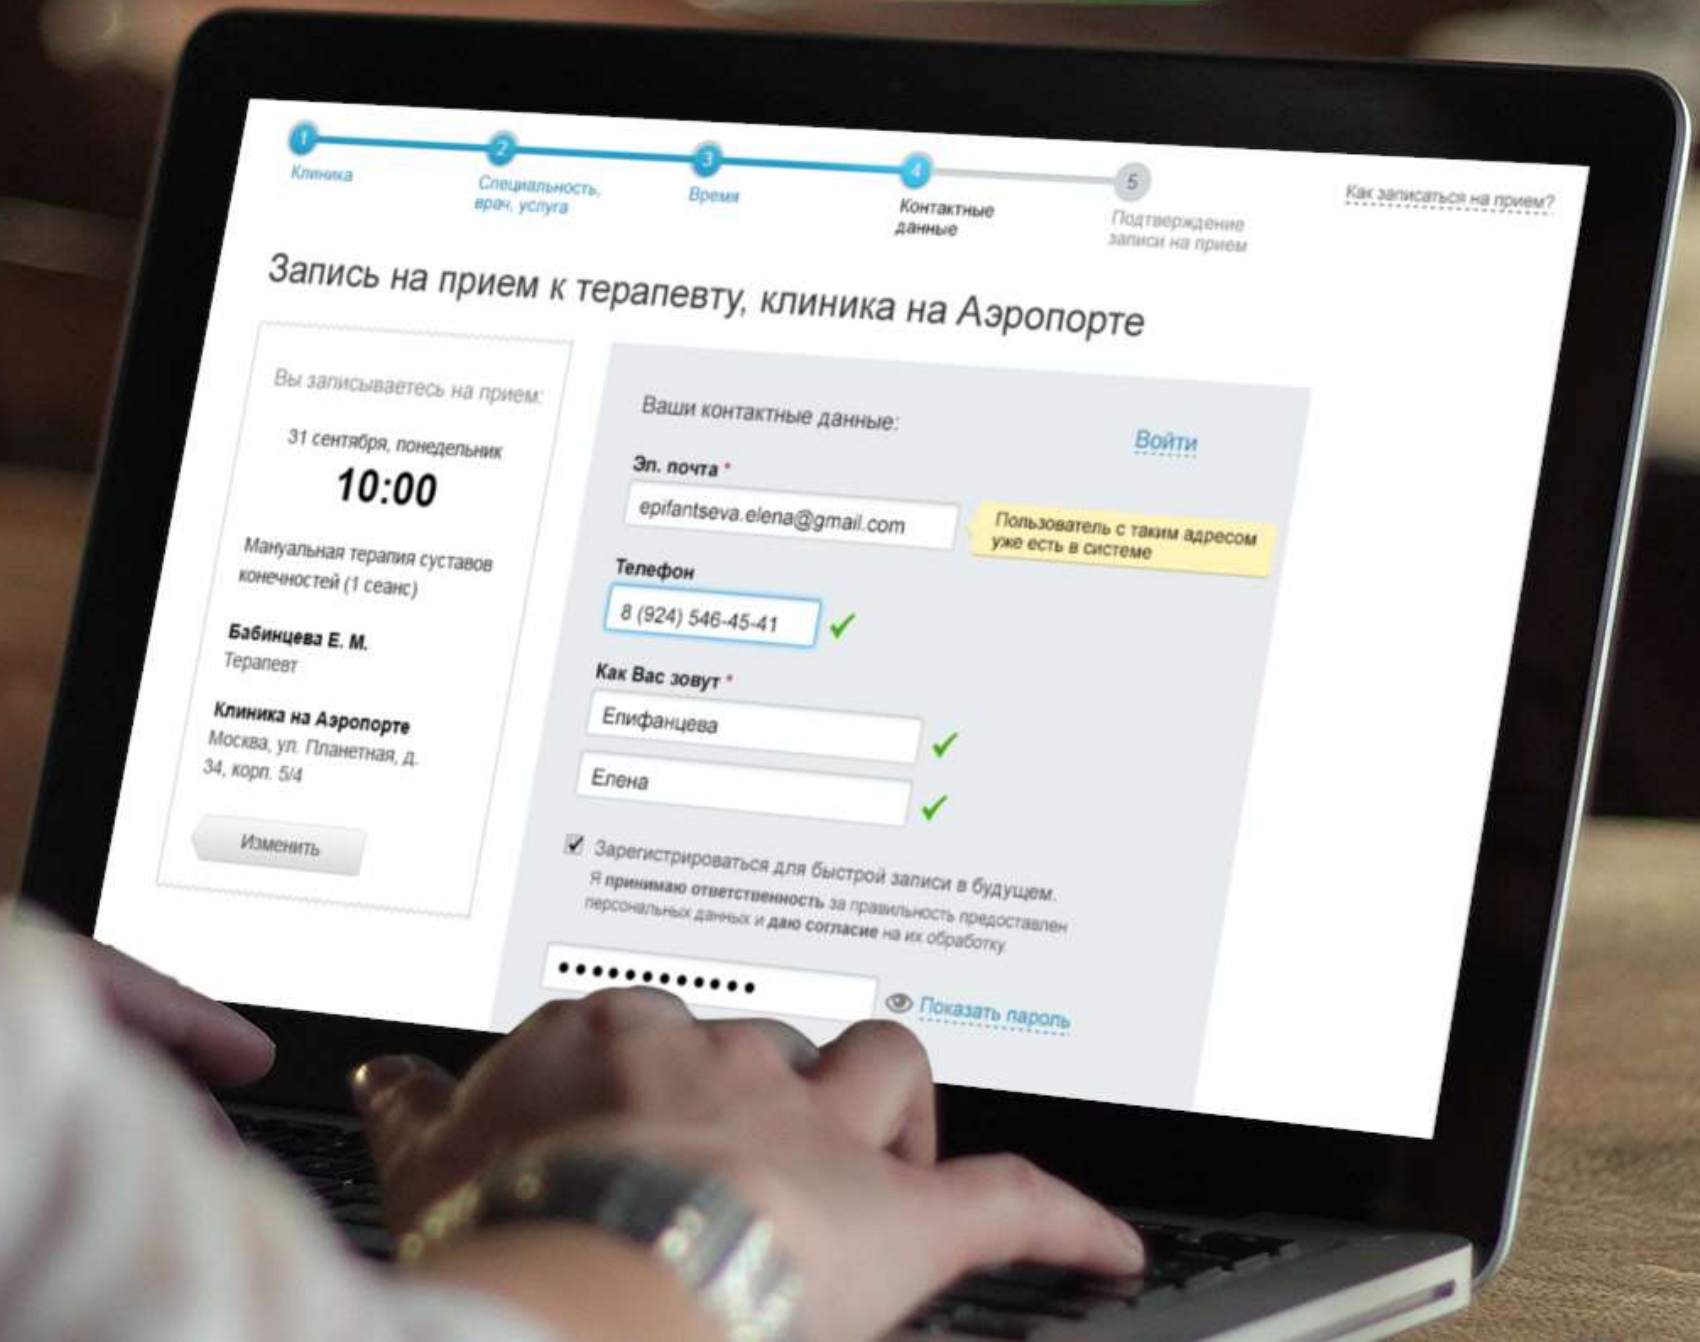 1
2
3
4
5
Клиника
Специальность,
врач, услуга
Время
Контактные
данные
Подтверждение
записи на прием
Как записаться на прием?
Запись на прием к терапевту, клиника на Аэропорте
Вы записываетесь на прием:
31 сентября, понедельник
10:00
Мануальная терапия суставов
конечностей (1 сеанс)
Бабинцева Е. М.
Терапевт
Клиника на Аэропорте
Москва, ул. Планетная, д.
34, корп. 5/4
Изменить
Ваши контактные данные:
Войти
Эл. почта *
epifantseva.elena@gmail.com
Пользователь с таким адресом
уже есть в системе
Телефон
8 (924) 546-45-41
Как Вас зовут *
Епифанцева
Елена
Зарегистрироваться для быстрой записи в будущем.
Я принимаю ответственность за правильность предоставлен
персональных данных и даю согласие на их обработку
Показать пароль